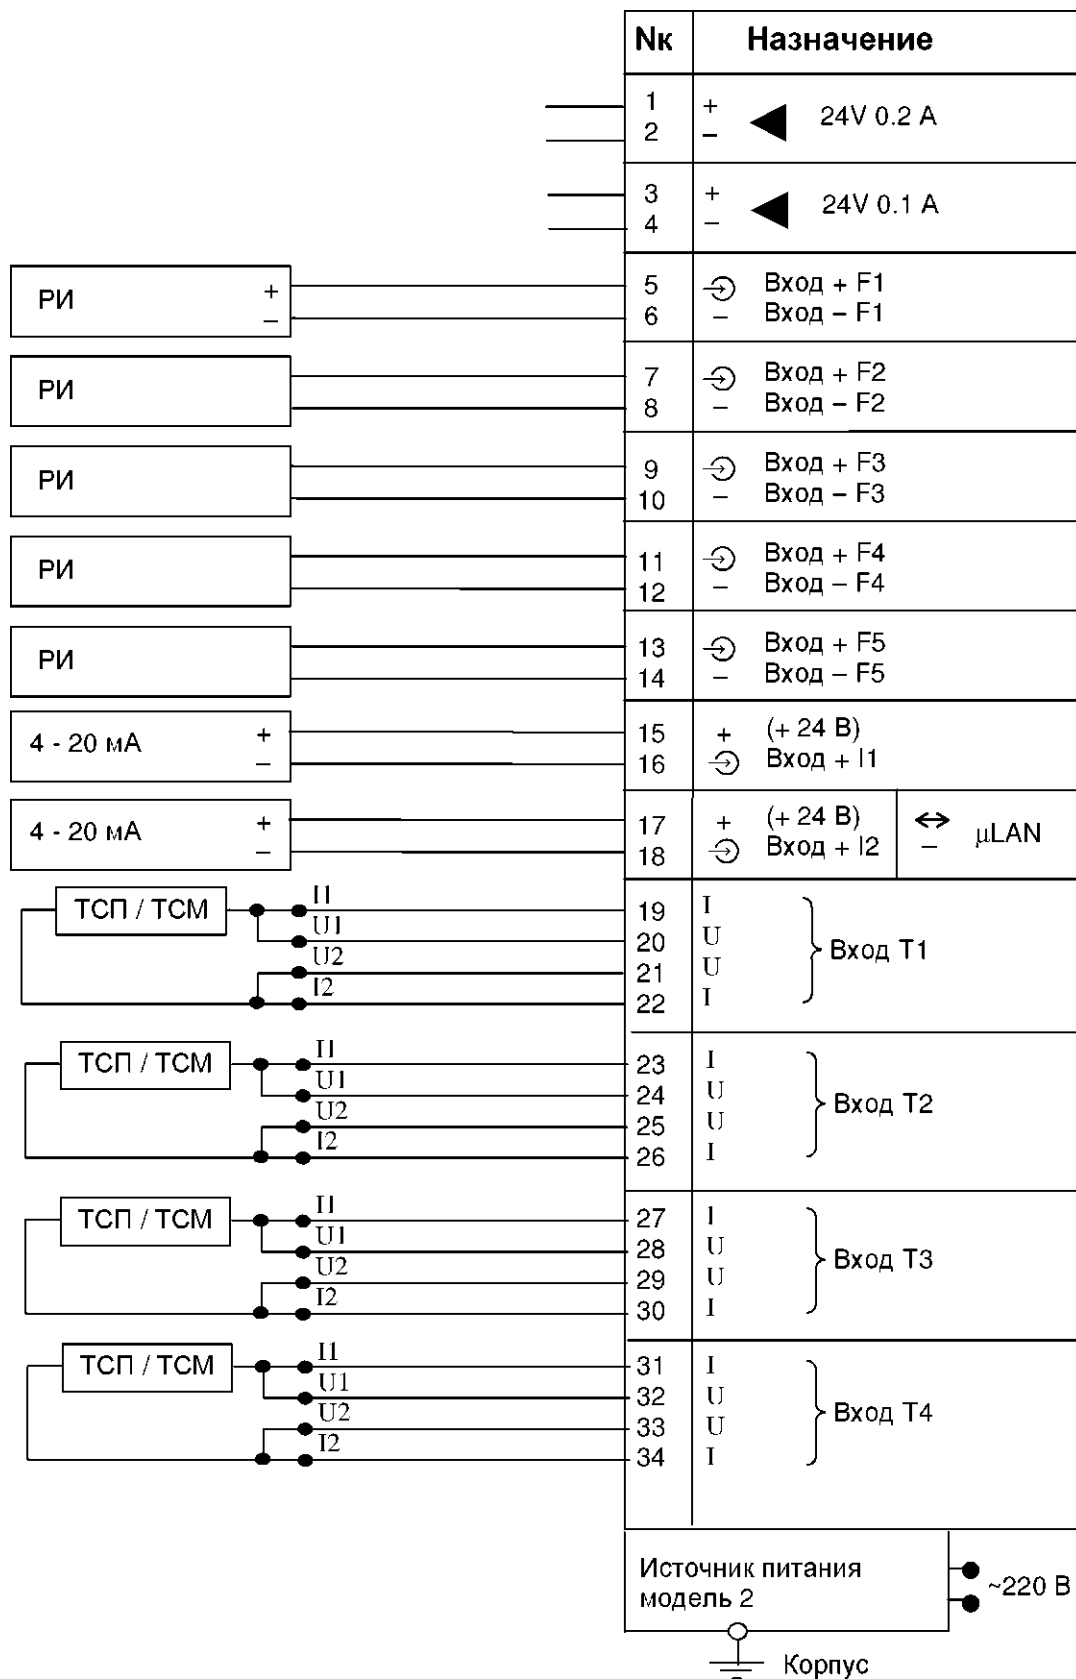 Nк Назначение
1 + 24V 0.2 A
2 –
3 + 24V 0.1 A
4 –
РИ + 5 Вход + F1
– 6 – Вход – F1
РИ 7 Вход + F2
8 – Вход – F2
РИ 9 Вход + F3
10 – Вход – F3
РИ 11 Вход + F4
12 – Вход – F4
РИ 13 Вход + F5
14 – Вход – F5
4 - 20 мА + 15 + (+ 24 В)
– 16 Вход + I1
4 - 20 мА + 17 + (+ 24 В) ↔ μLAN
– 18 Вход + I2 –
ТСП / ТСМ I1 19 I
U1 20 U Вход T1
U2 21 U
I2 22 I
ТСП / ТСМ I1 23 I
U1 24 U Вход T2
U2 25 U
I2 26 I
ТСП / ТСМ I1 27 I
U1 28 U Вход T3
U2 29 U
I2 30 I
ТСП / ТСМ I1 31 I
U1 32 U Вход T4
U2 33 U
I2 34 I
Источник питания
модель 2
~220 В
Корпус